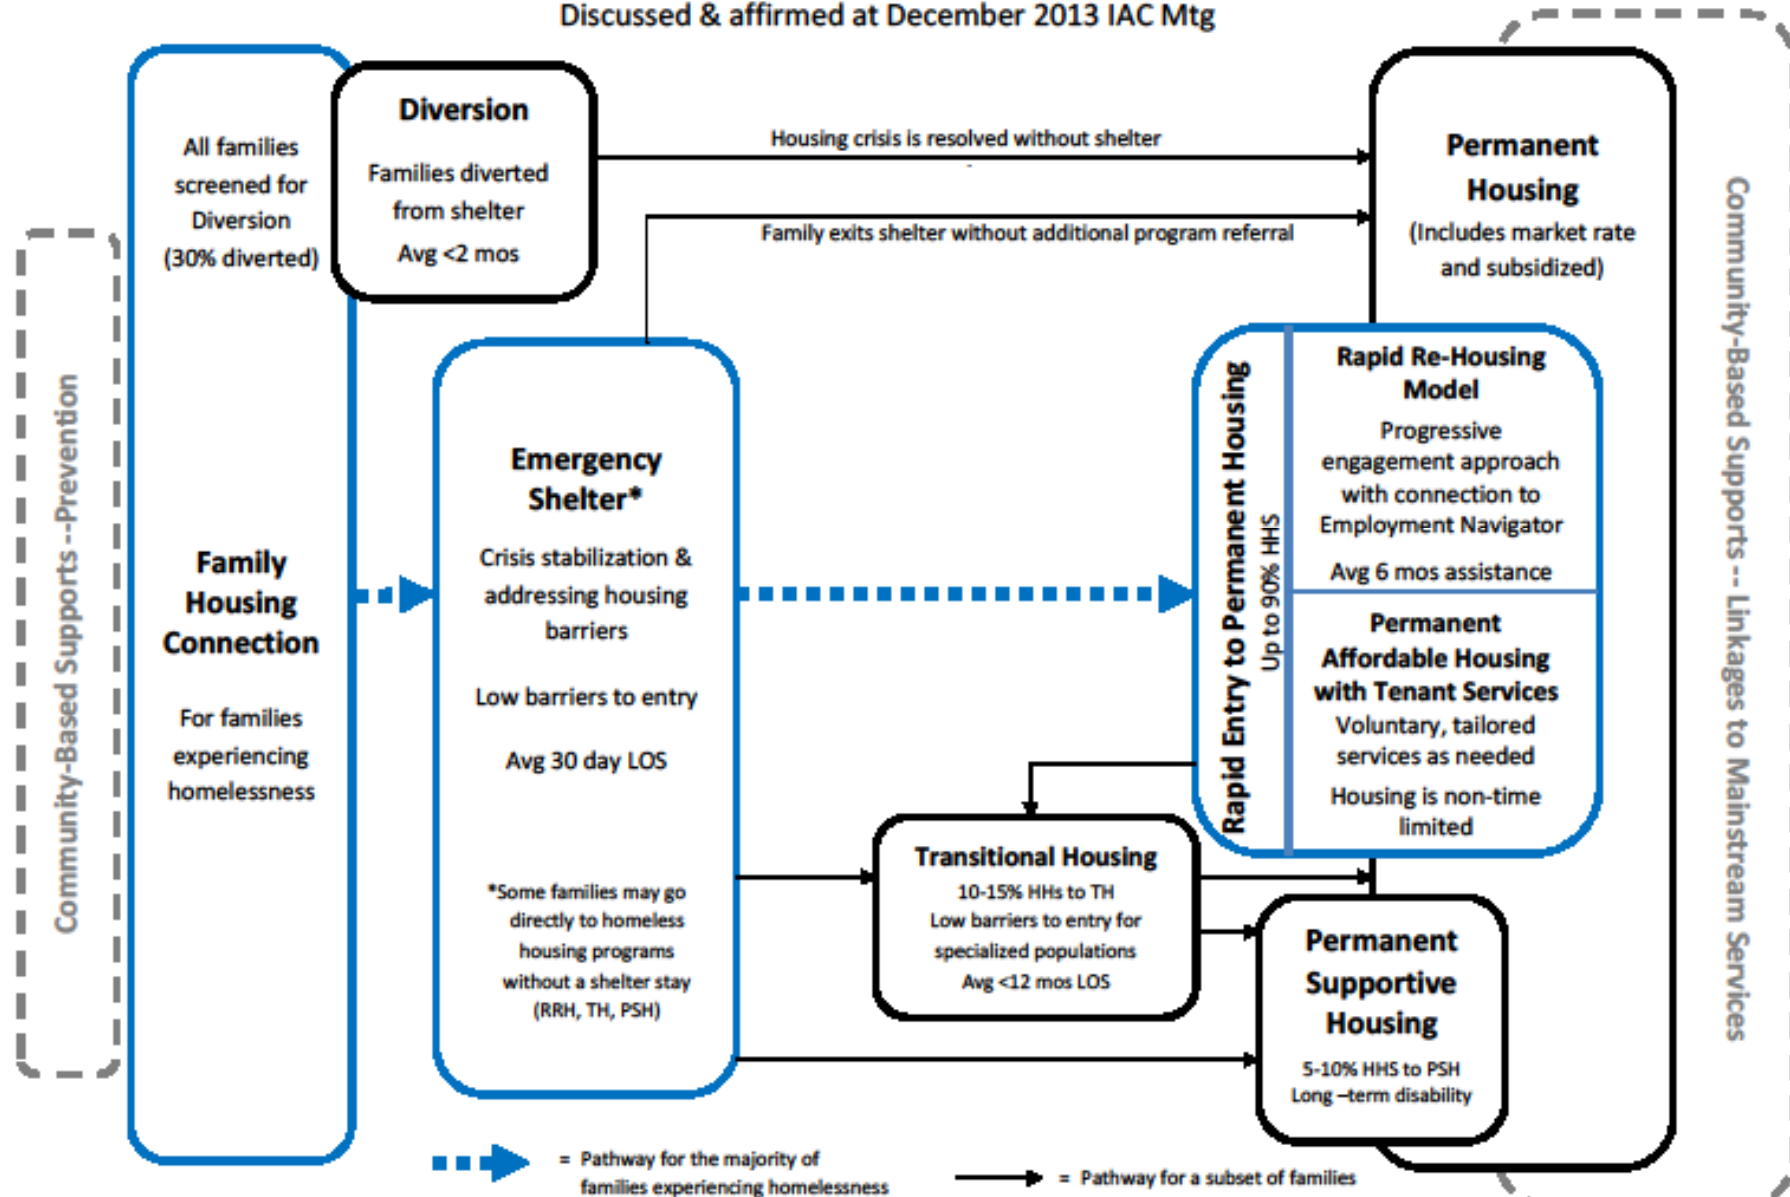 Discussed & affirmed at December 2013 IAC Mtg
Community-Based Supports --Prevention
All families
screened for
Diversion
(30% diverted)
Family
Housing
Connection
For families
experiencing
homelessness
Diversion
Families diverted
from shelter
Avg <2 mos
Housing crisis is resolved without shelter
Family exits shelter without additional program referral
Emergency
Shelter*
Crisis stabilization &
addressing housing
barriers
Low barriers to entry
Avg 30 day LOS
*Some families may go
directly to homeless
housing programs
without a shelter stay
(RRH, TH, PSH)
Permanent
Housing
(Includes market rate
and subsidized)
Rapid Entry to Permanent Housing
Up to 90% HHS
Rapid Re-Housing
Model
Progressive
engagement approach
with connection to
Employment Navigator
Avg 6 mos assistance
Permanent
Affordable Housing
with Tenant Services
Voluntary, tailored
services as needed
Housing is non-time
limited
Transitional Housing
10-15% HHs to TH
Low barriers to entry for
specialized populations
Avg <12 mos LOS
Permanent
Supportive
Housing
5-10% HHS to PSH
Long –term disability
Community-Based Supports -- Linkages to Mainstream Services
= Pathway for the majority of
families experiencing homelessness
= Pathway for a subset of families